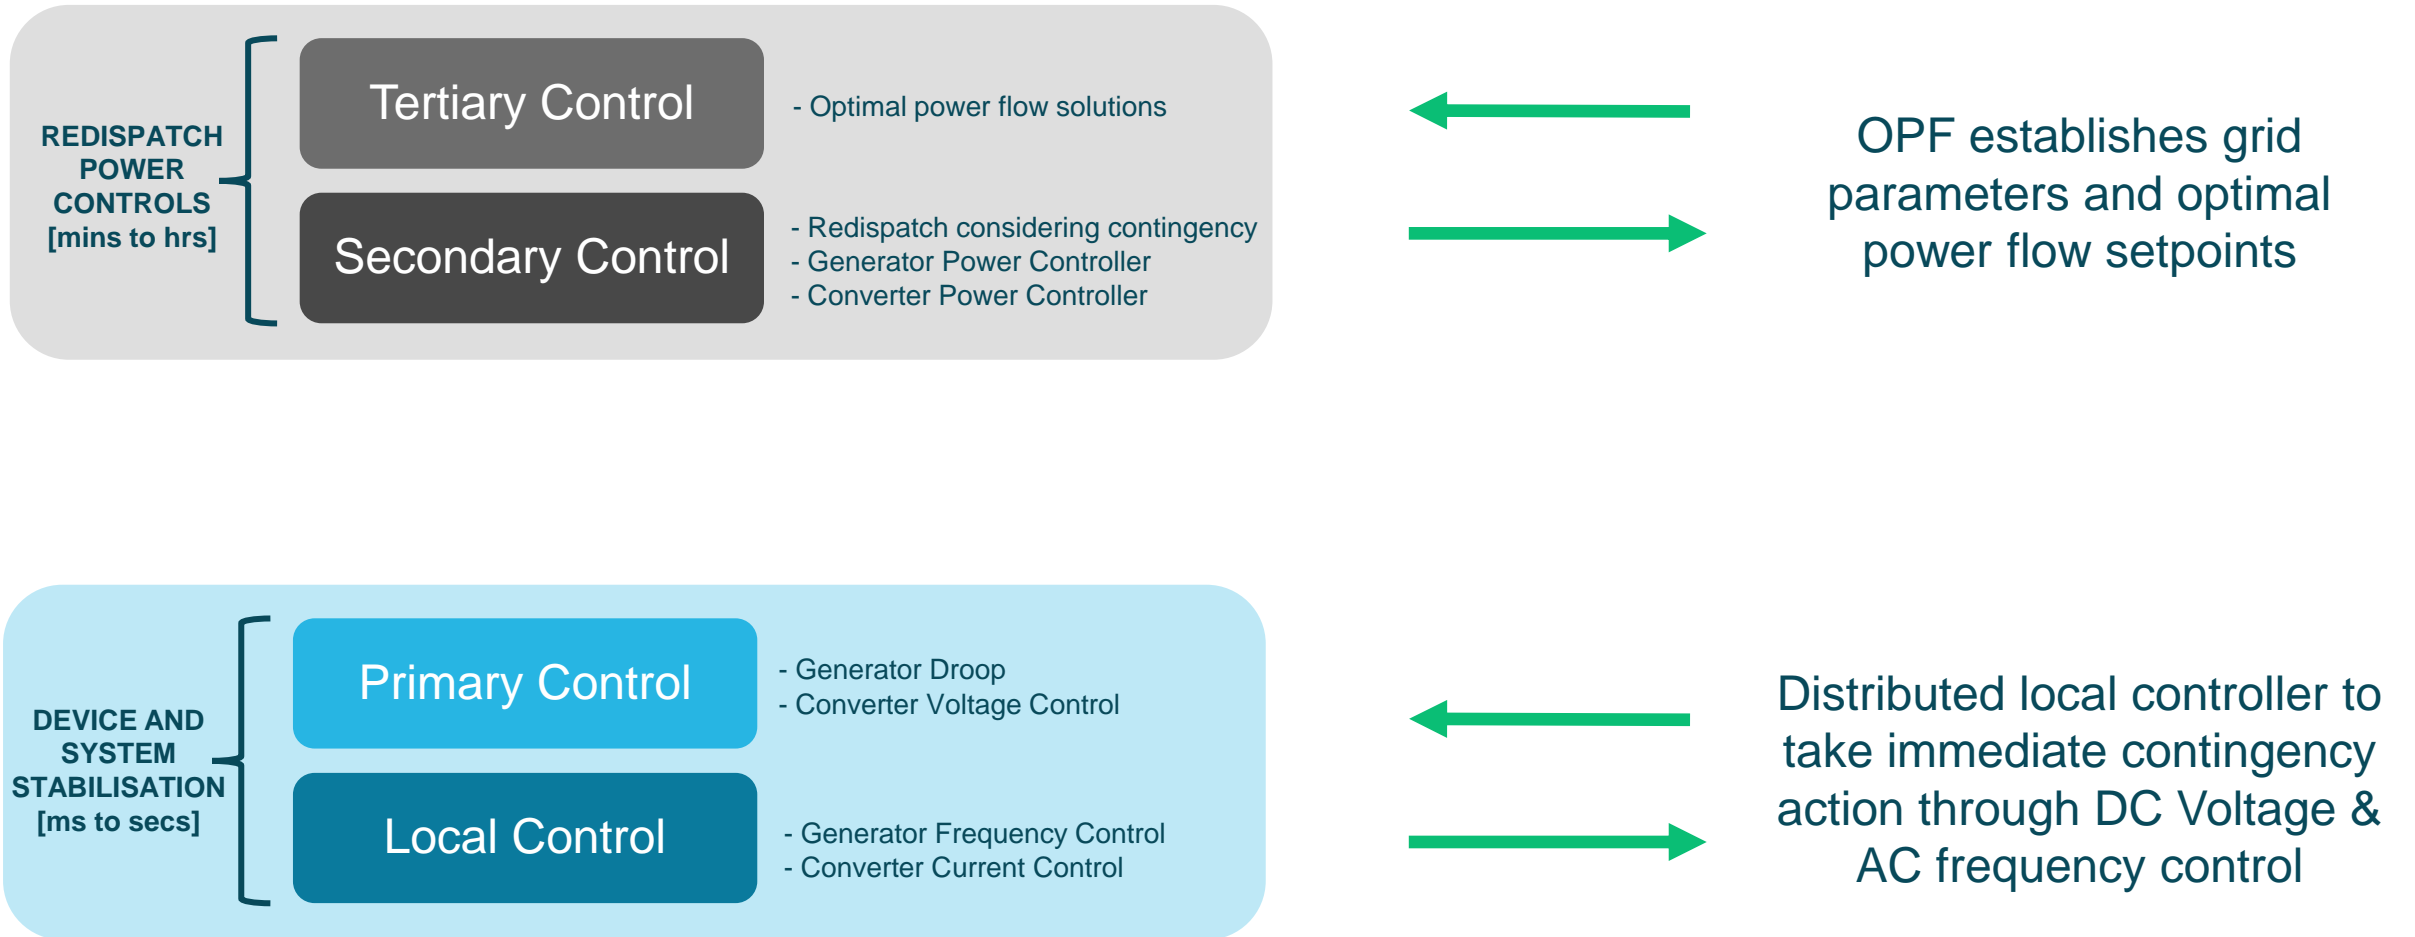 REDISPATCH
POWER
CONTROLS
[mins to hrs]
Tertiary Control
- Optimal power flow solutions
Secondary Control
- Redispatch considering contingency
- Generator Power Controller
- Converter Power Controller
OPF establishes grid
parameters and optimal
power flow setpoints
DEVICE AND
SYSTEM
STABILISATION
[ms to secs]
Primary Control
- Generator Droop
- Converter Voltage Control
Local Control
- Generator Frequency Control
- Converter Current Control
Distributed local controller to
take immediate contingency
action through DC Voltage &
AC frequency control